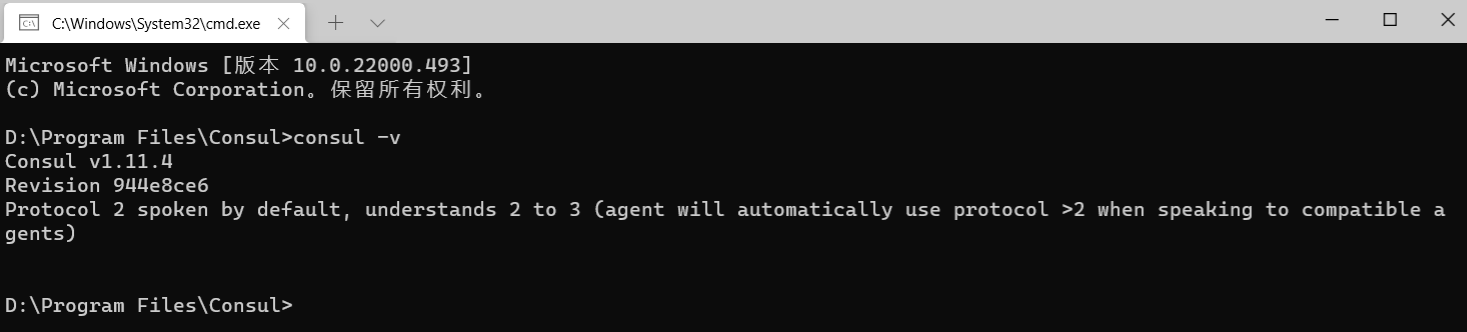 C:\Windows\System32\cmd.exe
Microsoft Windows [版本 10.0.22000.493]
(c) Microsoft Corporation。保留所有权利。
D:\Program Files\Consul>consul -v
Consul v1.11.4
Revision 944e8ce6
Protocol 2 spoken by default, understands 2 to 3 (agent will automatically use protocol >2 when speaking to compatible a
gents)
D:\Program Files\Consul>